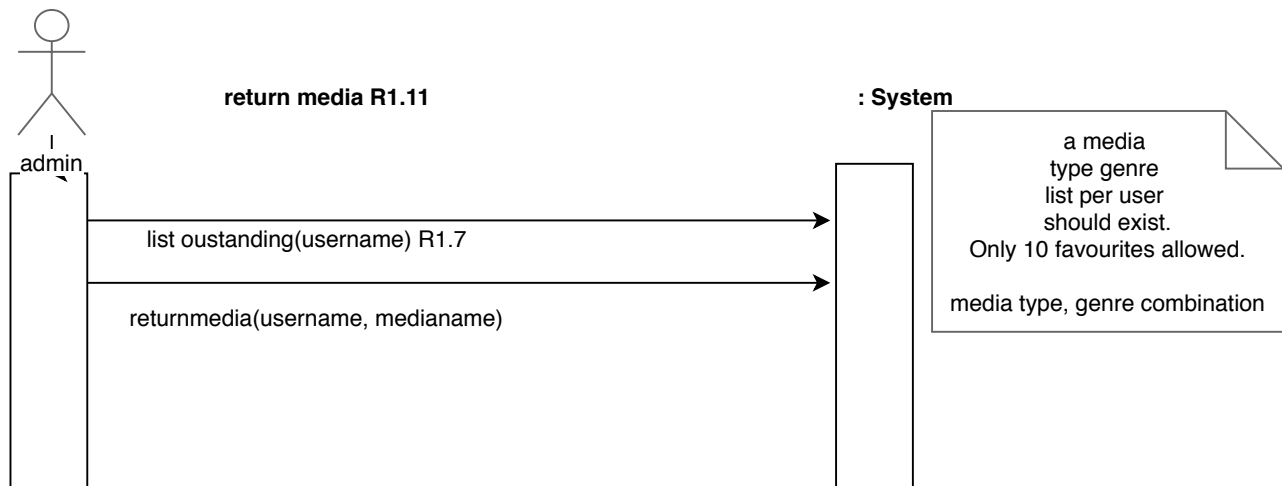 return media R1.11
: System
admin
a media
type genre
list per user
should exist.
Only 10 favourites allowed.
media type, genre combination
list oustanding(username) R1.7
returnmedia(username, medianame)